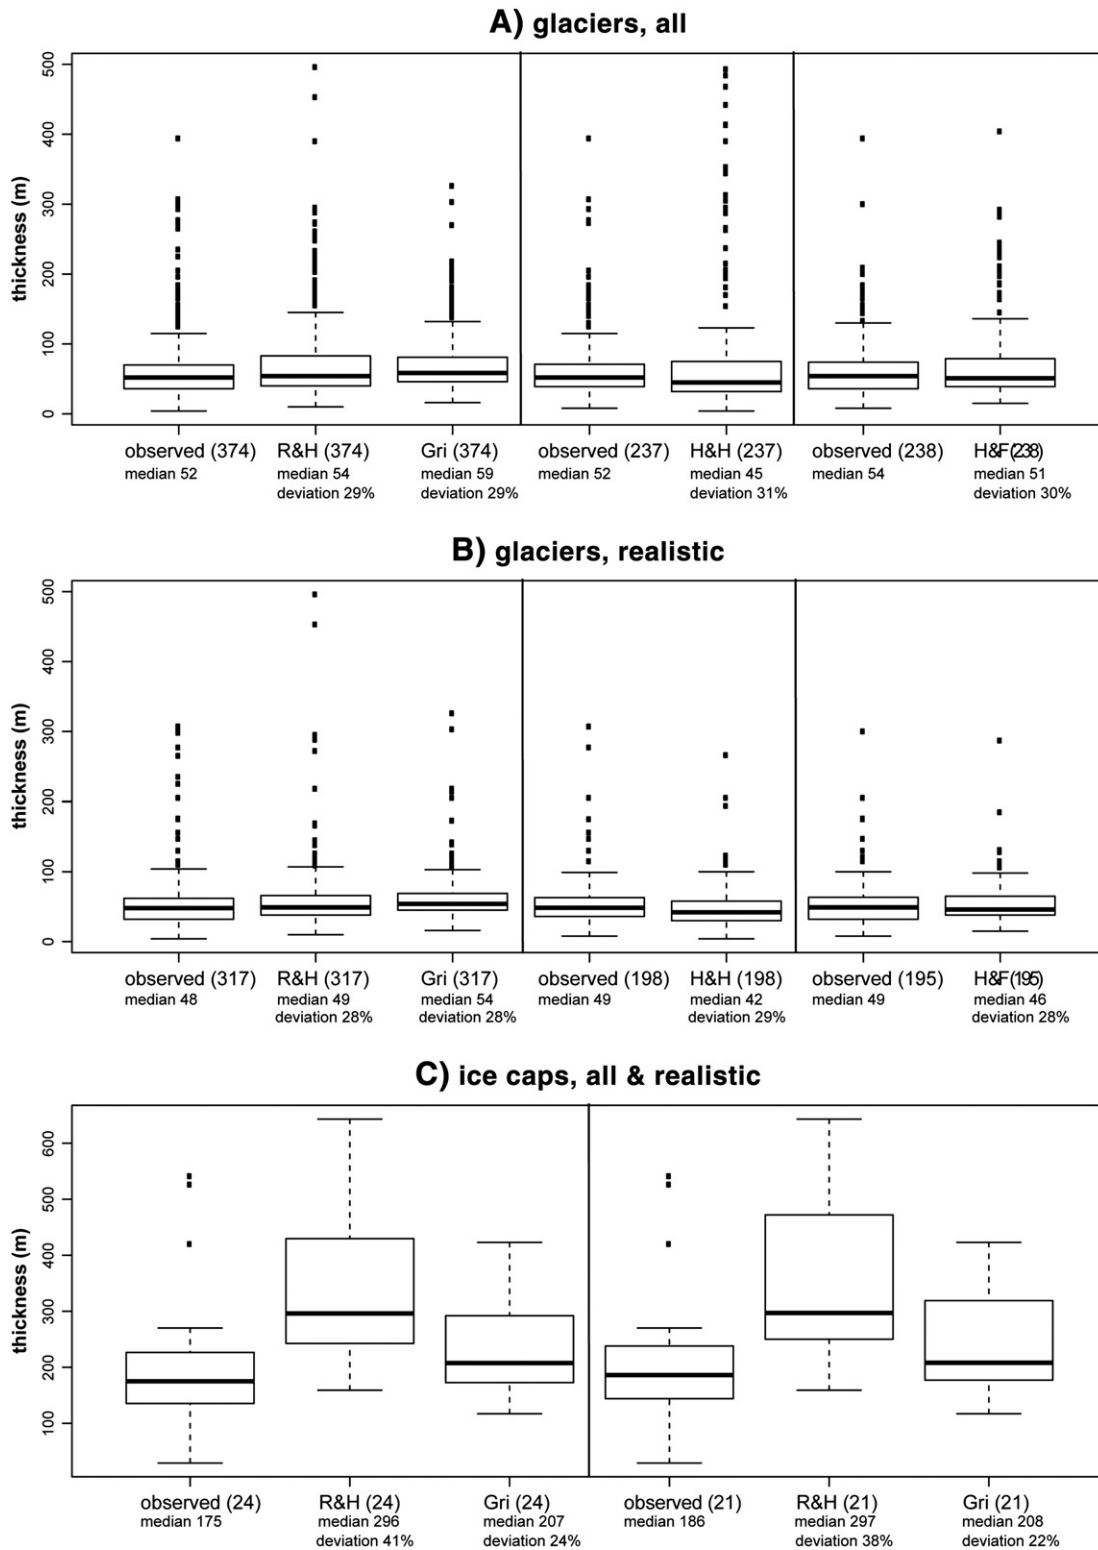 A) glaciers, all
thickness (m)
500
400
300
200
100
0
observed (374) R&H (374) Gri (374) observed (237) H&H (237) observed (238) H&F(238)
median 52 median 54 median 59 median 52 median 45 median 54 median 51
deviation 29% deviation 29% deviation 31% deviation 30%
B) glaciers, realistic
thickness (m)
500
400
300
200
100
0
observed (317) R&H (317) Gri (317) observed (198) H&H (198) observed (195) H&F(195)
median 48 median 49 median 54 median 49 median 42 median 49 median 46
deviation 28% deviation 28% deviation 29% deviation 28%
C) ice caps, all & realistic
thickness (m)
600
500
400
300
200
100
observed (24) R&H (24) Gri (24) observed (21) R&H (21) Gri (21)
median 175 median 296 median 207 median 186 median 297 median 208
deviation 41% deviation 24% deviation 38% deviation 22%